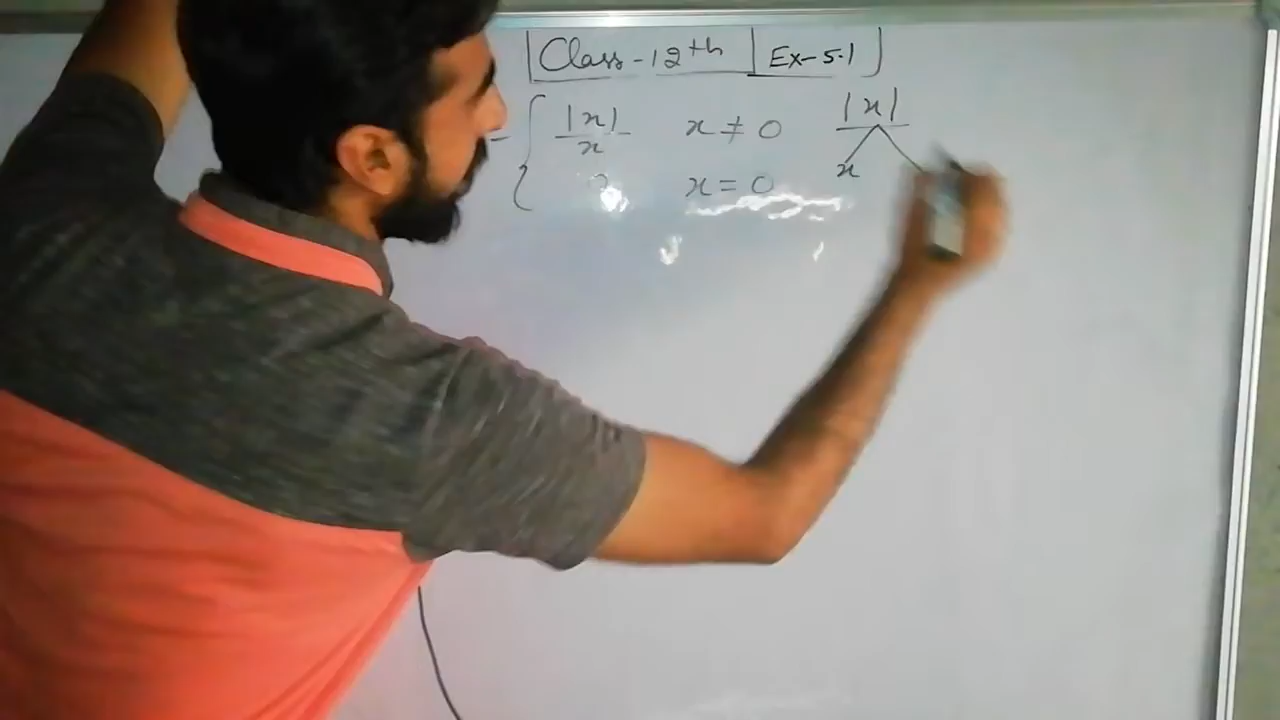 Class-12th Ex-5.1
= { |x|/x x ≠ 0 |x|
x = 0 x